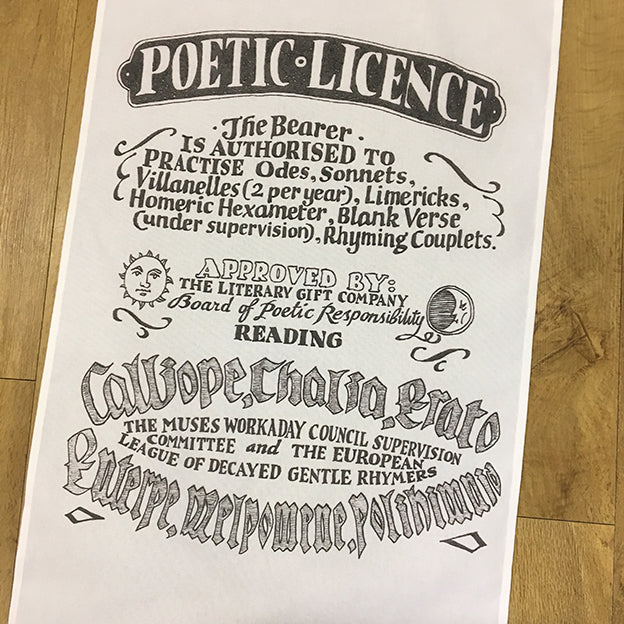 POETIC · LICENCE
· The Bearer ·
IS AUTHORISED TO
PRACTISE Odes, Sonnets,
Villanelles (2 per year), Limericks,
Homeric Hexameter, Blank Verse
(under supervision), Rhyming Couplets.
APPROVED BY:
THE LITERARY GIFT COMPANY
Board of Poetic Responsibility
READING
Calliope, Thalia, Erato
THE MUSES WORKADAY COUNCIL SUPERVISION
COMMITTEE and THE EUROPEAN
LEAGUE OF DECAYED GENTLE RHYMERS
Euterpe, Melpomene, Polihimnia